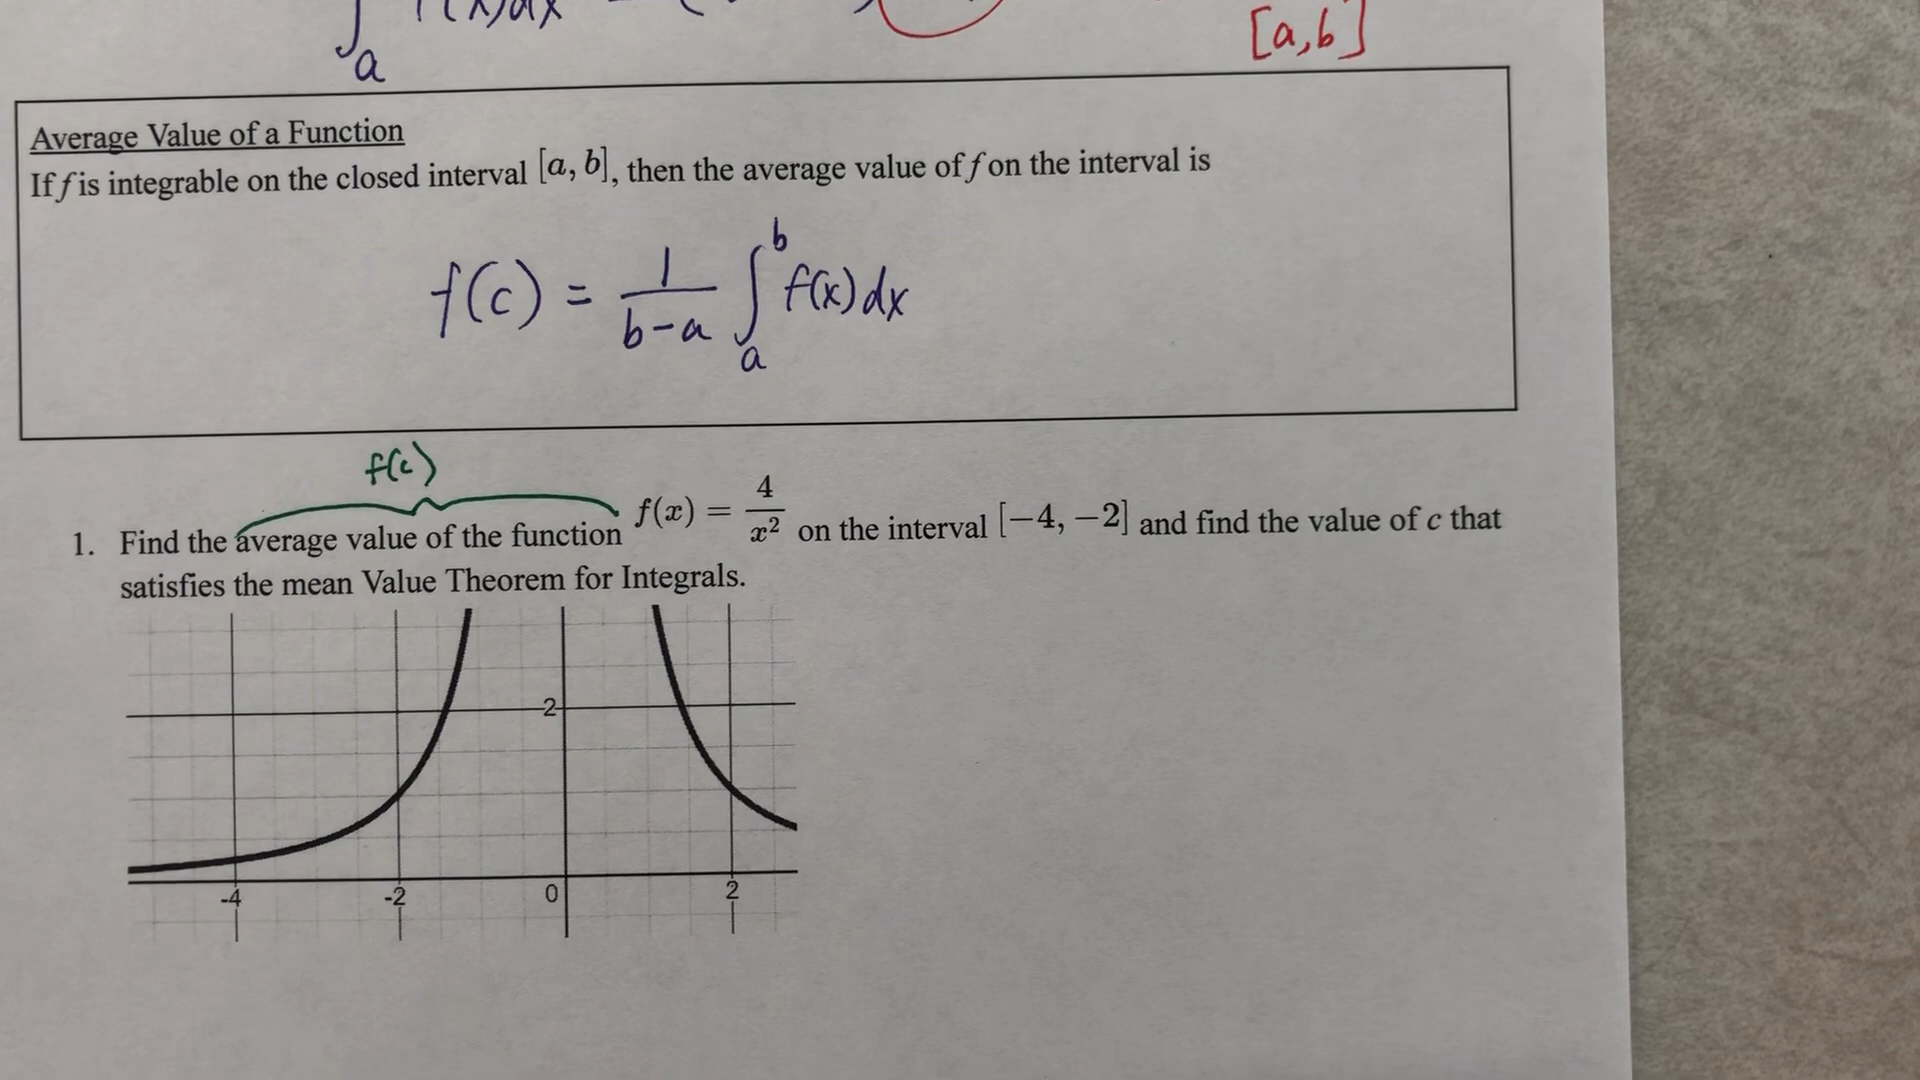 ∫ₐ f(x)dx
[a,b]
Average Value of a Function
If f is integrable on the closed interval [a, b], then the average value of f on the interval is
f(c) = 1/(b-a) ∫ₐᵇ f(x) dx
f(c)
1. Find the average value of the function f(x) = 4/x² on the interval [−4, −2] and find the value of c that
satisfies the mean Value Theorem for Integrals.
2
-4 -2 0 2